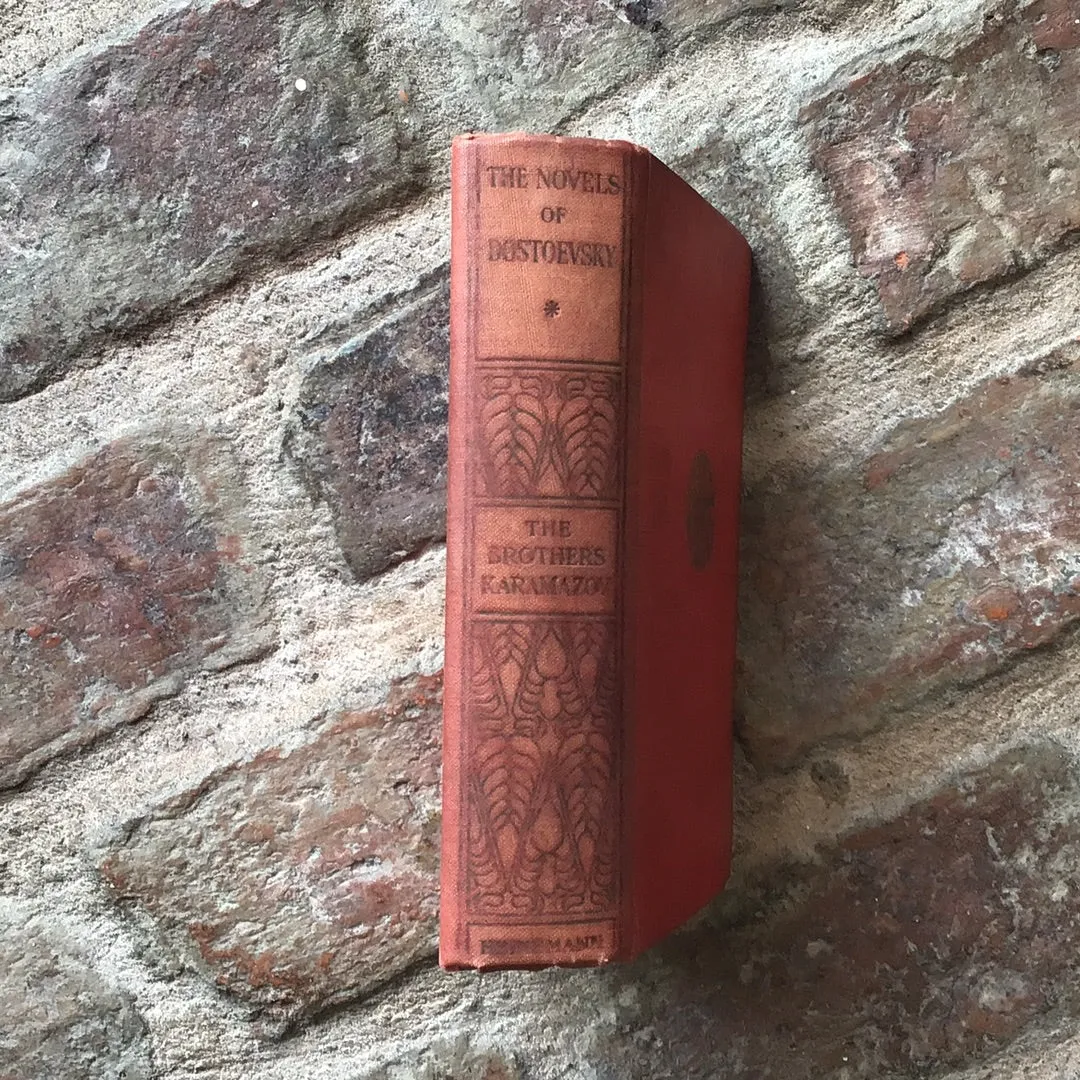 THE NOVELS
OF
DOSTOEVSKY
*
THE
BROTHERS
KARAMAZOV
HEINEMANN